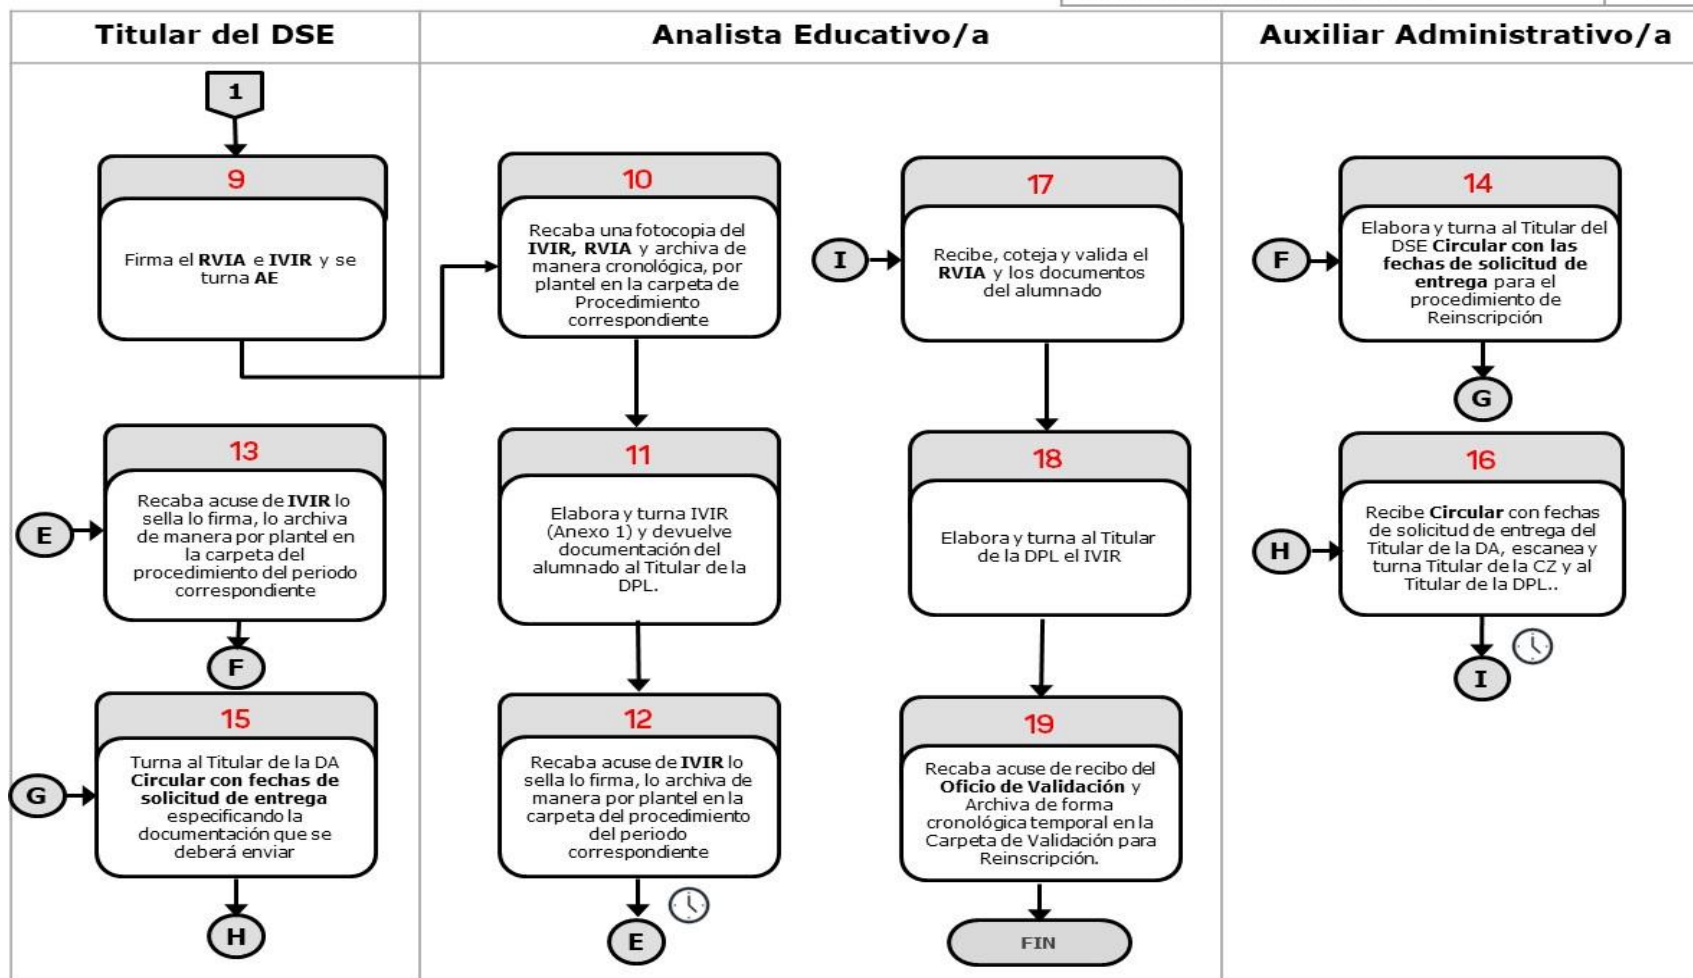 Titular del DSE
Analista Educativo/a
Auxiliar Administrativo/a
1
9
Firma el RVIA e IVIR y se
turna AE
13
E
Recaba acuse de IVIR lo
sella lo firma, lo archiva
de manera por plantel en
la carpeta del
procedimiento del periodo
correspondiente
F
15
G
Turna al Titular de la DA
Circular con fechas de
solicitud de entrega
especificando la
documentación que se
deberá enviar
H
10
Recaba una fotocopia del
IVIR, RVIA y archiva de
manera cronológica, por
plantel en la carpeta de
Procedimiento
correspondiente
11
Elabora y turna IVIR
(Anexo 1) y devuelve
documentación del
alumnado al Titular de la
DPL.
12
Recaba acuse de IVIR lo
sella lo firma, lo archiva de
manera por plantel en la
carpeta del procedimiento
del periodo
correspondiente
E
17
I
Recibe, coteja y valida el
RVIA y los documentos
del alumnado
18
Elabora y turna al Titular
de la DPL el IVIR
19
Recaba acuse de recibo del
Oficio de Validación y
Archiva de forma
cronológica temporal en la
Carpeta de Validación para
Reinscripción.
FIN
14
F
Elabora y turna al Titular del
DSE Circular con las
fechas de solicitud de
entrega para el
procedimiento de
Reinscripción
G
16
H
Recibe Circular con fechas
de solicitud de entrega del
Titular de la DA, escanea y
turna Titular de la CZ y al
Titular de la DPL..
I